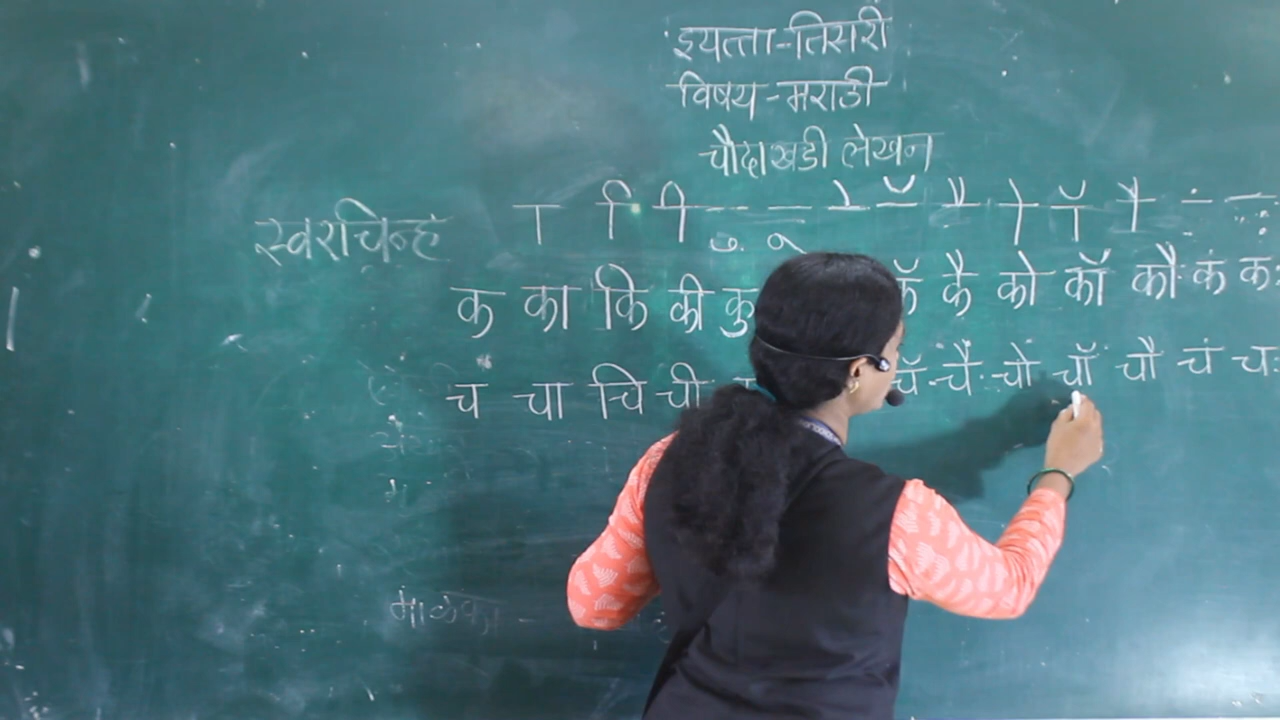 इयत्ता-तिसरी
विषय-मराठी
चौदाखडी लेखन
स्वरचिन्ह ा ि ी ु ू े ॅ ै ो ॉ ौ ं ः
क का कि की कु कॅ कै को कॉ कौ कं कः
च चा चि ची चॅ चै चो चॉ चौ चं चः